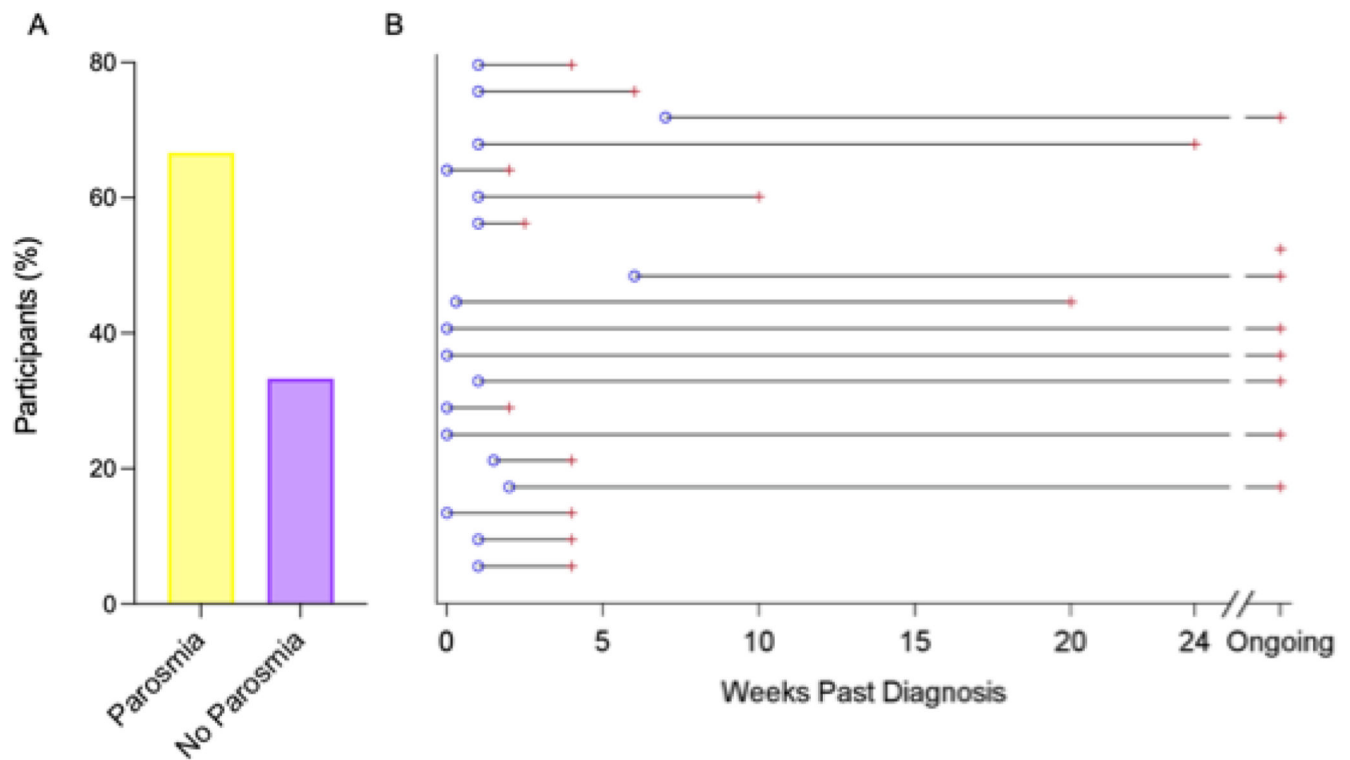 A
B
80
60
40
20
0
Participants (%)
Parosmia
No Parosmia
0 5 10 15 20 24 Ongoing
Weeks Past Diagnosis